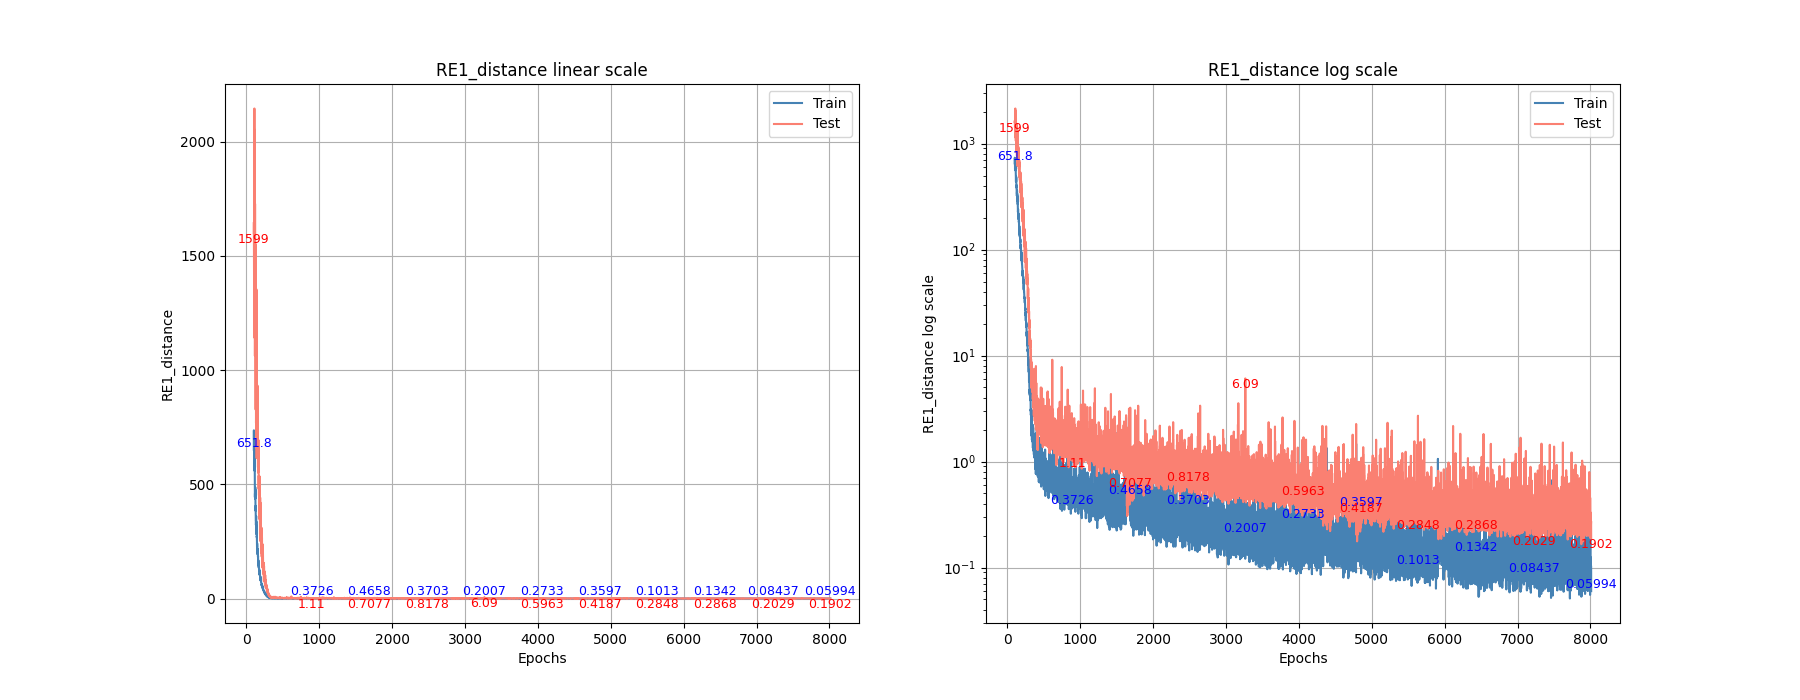 RE1_distance linear scale
RE1_distance
2000
1500
1000
500
0
Train
Test
1599
651.8
0.3726 0.4658 0.3703 0.2007 0.2733 0.3597 0.1013 0.1342 0.08437 0.05994
1.11 0.7077 0.8178 6.09 0.5963 0.4187 0.2848 0.2868 0.2029 0.1902
0 1000 2000 3000 4000 5000 6000 7000 8000
Epochs
RE1_distance log scale
RE1_distance log scale
10³
10²
10¹
10⁰
10⁻¹
Train
Test
1599
651.8
6.09
1.11
0.7077
0.8178
0.4658
0.5963
0.3726
0.3703
0.3597
0.4187
0.2733
0.2007
0.2848
0.2868
0.2029
0.1902
0.1342
0.1013
0.08437
0.05994
0 1000 2000 3000 4000 5000 6000 7000 8000
Epochs